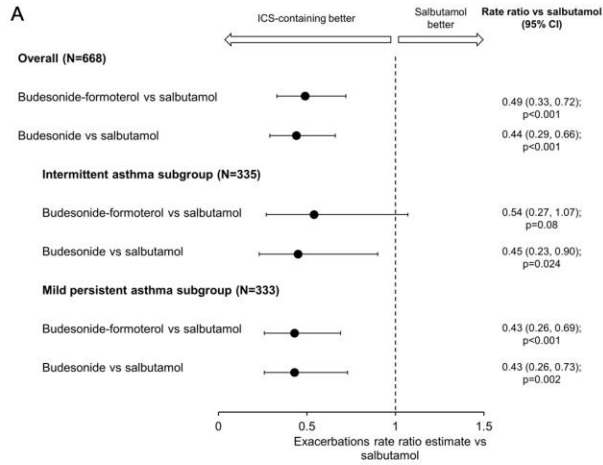 A
ICS-containing better
Salbutamol
better
Rate ratio vs salbutamol
(95% CI)
Overall (N=668)
Budesonide-formoterol vs salbutamol
0.49 (0.33, 0.72);
p<0.001
Budesonide vs salbutamol
0.44 (0.29, 0.66);
p<0.001
Intermittent asthma subgroup (N=335)
Budesonide-formoterol vs salbutamol
0.54 (0.27, 1.07);
p=0.08
Budesonide vs salbutamol
0.45 (0.23, 0.90);
p=0.024
Mild persistent asthma subgroup (N=333)
Budesonide-formoterol vs salbutamol
0.43 (0.26, 0.69);
p<0.001
Budesonide vs salbutamol
0.43 (0.26, 0.73);
p=0.002
0 0.5 1 1.5
Exacerbations rate ratio estimate vs
salbutamol